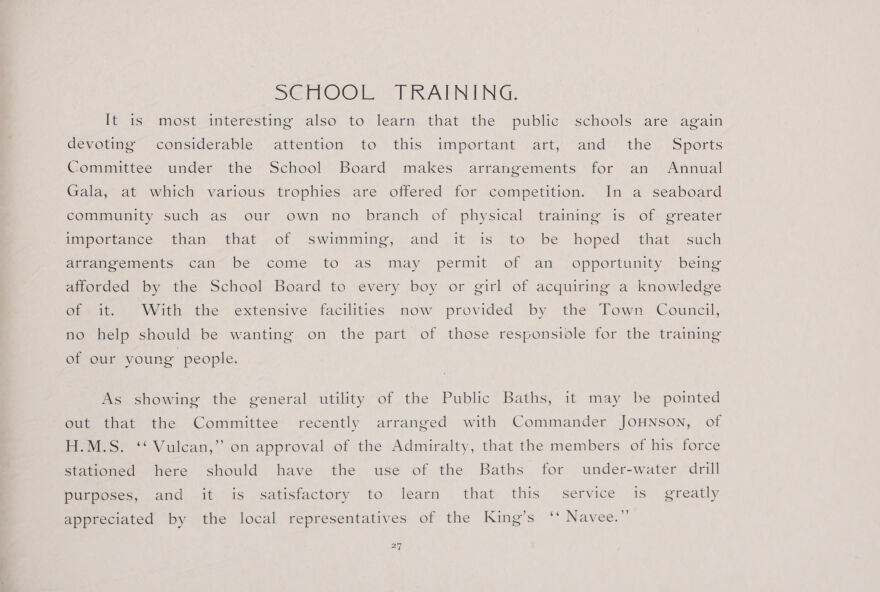 SCHOOL TRAINING.
It is most interesting also to learn that the public schools are again
devoting considerable attention to this important art, and the Sports
Committee under the School Board makes arrangements for an Annual
Gala, at which various trophies are offered for competition. In a seaboard
community such as our own no branch of physical training is of greater
importance than that of swimming, and it is to be hoped that such
arrangements can be come to as may permit of an opportunity being
afforded by the School Board to every boy or girl of acquiring a knowledge
of it. With the extensive facilities now provided by the Town Council,
no help should be wanting on the part of those responsible for the training
of our young people.
As showing the general utility of the Public Baths, it may be pointed
out that the Committee recently arranged with Commander JOHNSON, of
H.M.S. “Vulcan,” on approval of the Admiralty, that the members of his force
stationed here should have the use of the Baths for under-water drill
purposes, and it is satisfactory to learn that this service is greatly
appreciated by the local representatives of the King’s “Navee.”
27